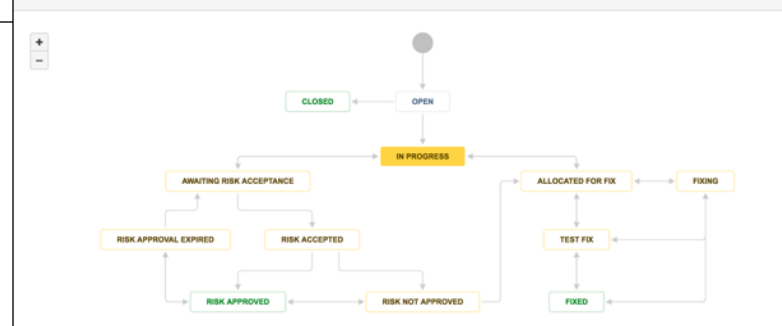 +
−
CLOSED
OPEN
IN PROGRESS
AWAITING RISK ACCEPTANCE
ALLOCATED FOR FIX
FIXING
RISK APPROVAL EXPIRED
RISK ACCEPTED
TEST FIX
RISK APPROVED
RISK NOT APPROVED
FIXED